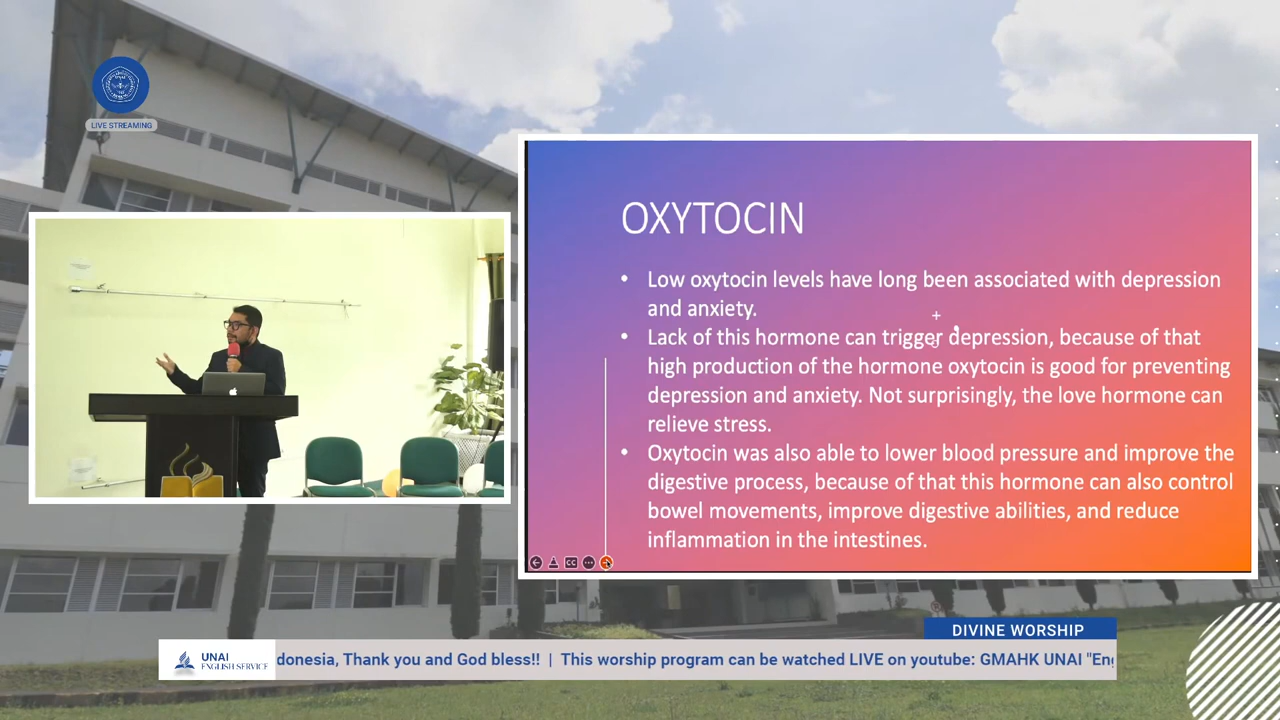 LIVE STREAMING
OXYTOCIN
• Low oxytocin levels have long been associated with depression
and anxiety.
• Lack of this hormone can trigger depression, because of that
high production of the hormone oxytocin is good for preventing
depression and anxiety. Not surprisingly, the love hormone can
relieve stress.
• Oxytocin was also able to lower blood pressure and improve the
digestive process, because of that this hormone can also control
bowel movements, improve digestive abilities, and reduce
inflammation in the intestines.
CC
DIVINE WORSHIP
UNAI
ENGLISH SERVICE
donesia, Thank you and God bless!! | This worship program can be watched LIVE on youtube: GMAHK UNAI "Eng